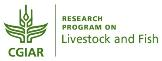 RESEARCH
PROGRAM ON
Livestock and Fish
CGIAR